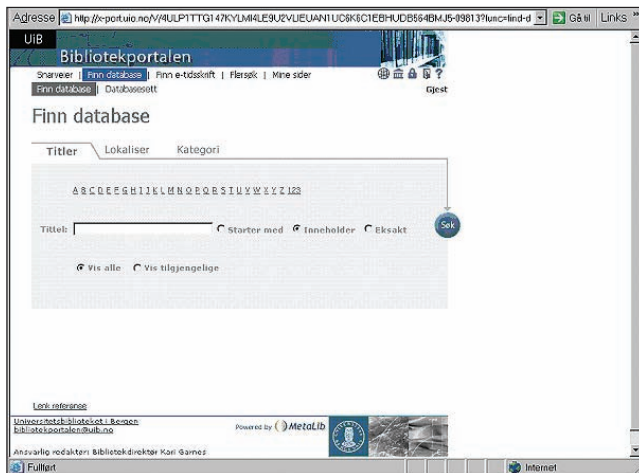 Adresse http://x-port.uio.no/V/4ULP1TTG147KYLMI4LE9U2VLIEUAN1UC6K6C1EBHUDB564BMJ5-09813?func=find-d Gå til Links »
UiB
Bibliotekportalen
Snarveier | Finn database | Finn e-tidsskrift | Flersøk | Mine sider
Finn database | Databasesett Gjest
Finn database
Titler Lokaliser Kategori
A B C D E F G H I J K L M N O P Q R S T U V W X Y Z 123
Tittel: Starter med Inneholder Eksakt Søk
Vis alle Vis tilgjengelige
Lenk referanse
Universitetsbiblioteket i Bergen
bibliotekportalen@uib.no Powered by MetaLib
Ansvarlig redaktør: Bibliotekdirektør Kari Garnes
Fullført Internet